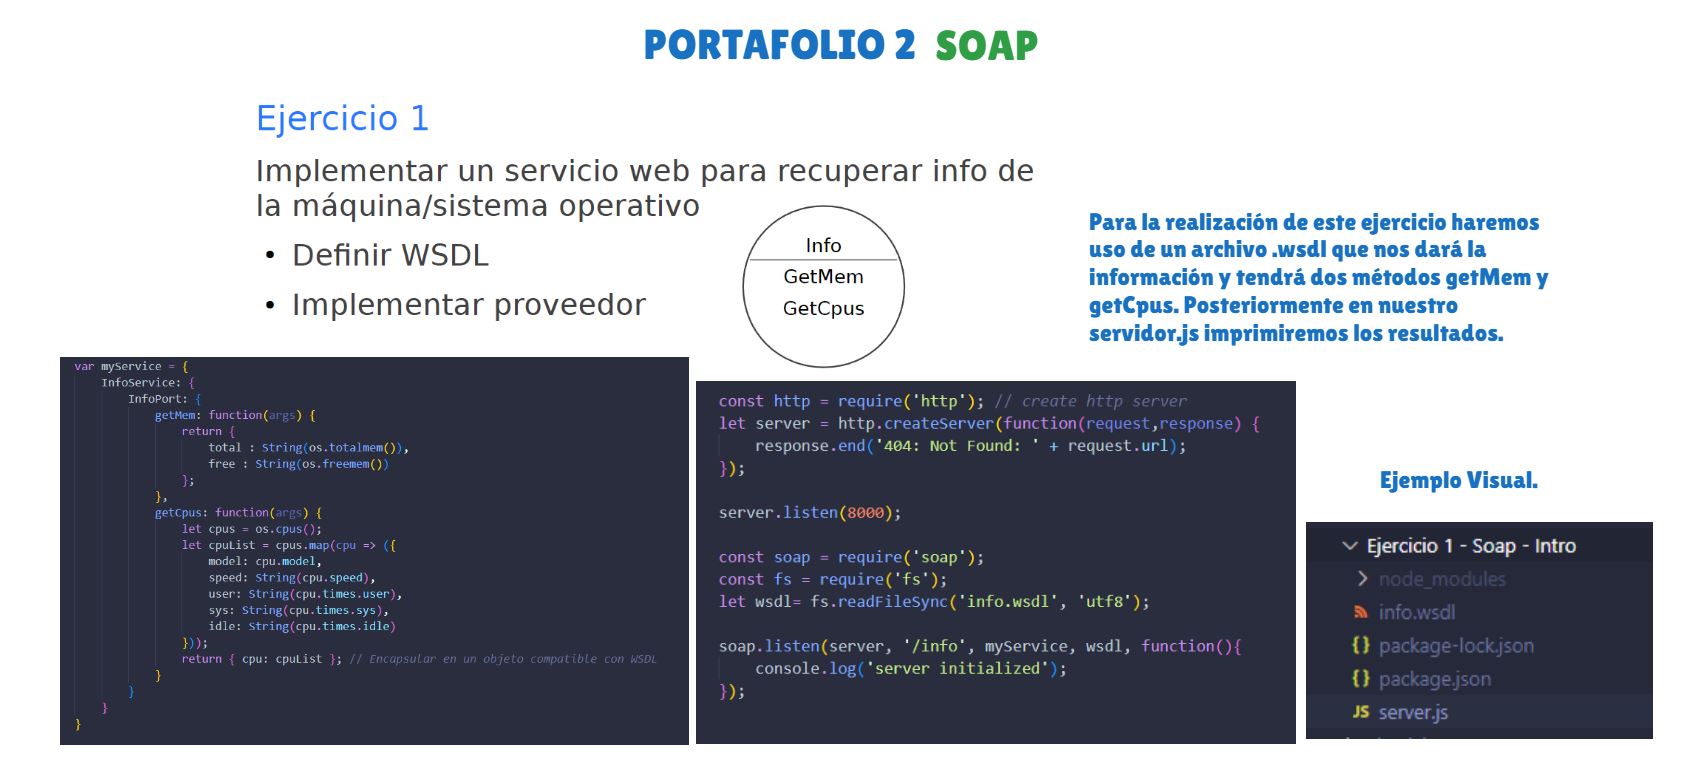 PORTAFOLIO 2 SOAP
Ejercicio 1
Implementar un servicio web para recuperar info de
la máquina/sistema operativo
• Definir WSDL
• Implementar proveedor
Info
GetMem
GetCpus
Para la realización de este ejercicio haremos
uso de un archivo .wsdl que nos dará la
información y tendrá dos métodos getMem y
getCpus. Posteriormente en nuestro
servidor.js imprimiremos los resultados.
var myService = {
InfoService: {
InfoPort: {
getMem: function(args) {
return {
total : String(os.totalmem()),
free : String(os.freemem())
};
},
getCpus: function(args) {
let cpus = os.cpus();
let cpuList = cpus.map(cpu => ({
model: cpu.model,
speed: String(cpu.speed),
user: String(cpu.times.user),
sys: String(cpu.times.sys),
idle: String(cpu.times.idle)
}));
return { cpu: cpuList }; // Encapsular en un objeto compatible con WSDL
}
}
}
}
const http = require('http'); // create http server
let server = http.createServer(function(request,response) {
response.end('404: Not Found: ' + request.url);
});
server.listen(8000);
const soap = require('soap');
const fs = require('fs');
let wsdl= fs.readFileSync('info.wsdl', 'utf8');
soap.listen(server, '/info', myService, wsdl, function(){
console.log('server initialized');
});
Ejemplo Visual.
Ejercicio 1 - Soap - Intro
node_modules
info.wsdl
{} package-lock.json
{} package.json
JS server.js